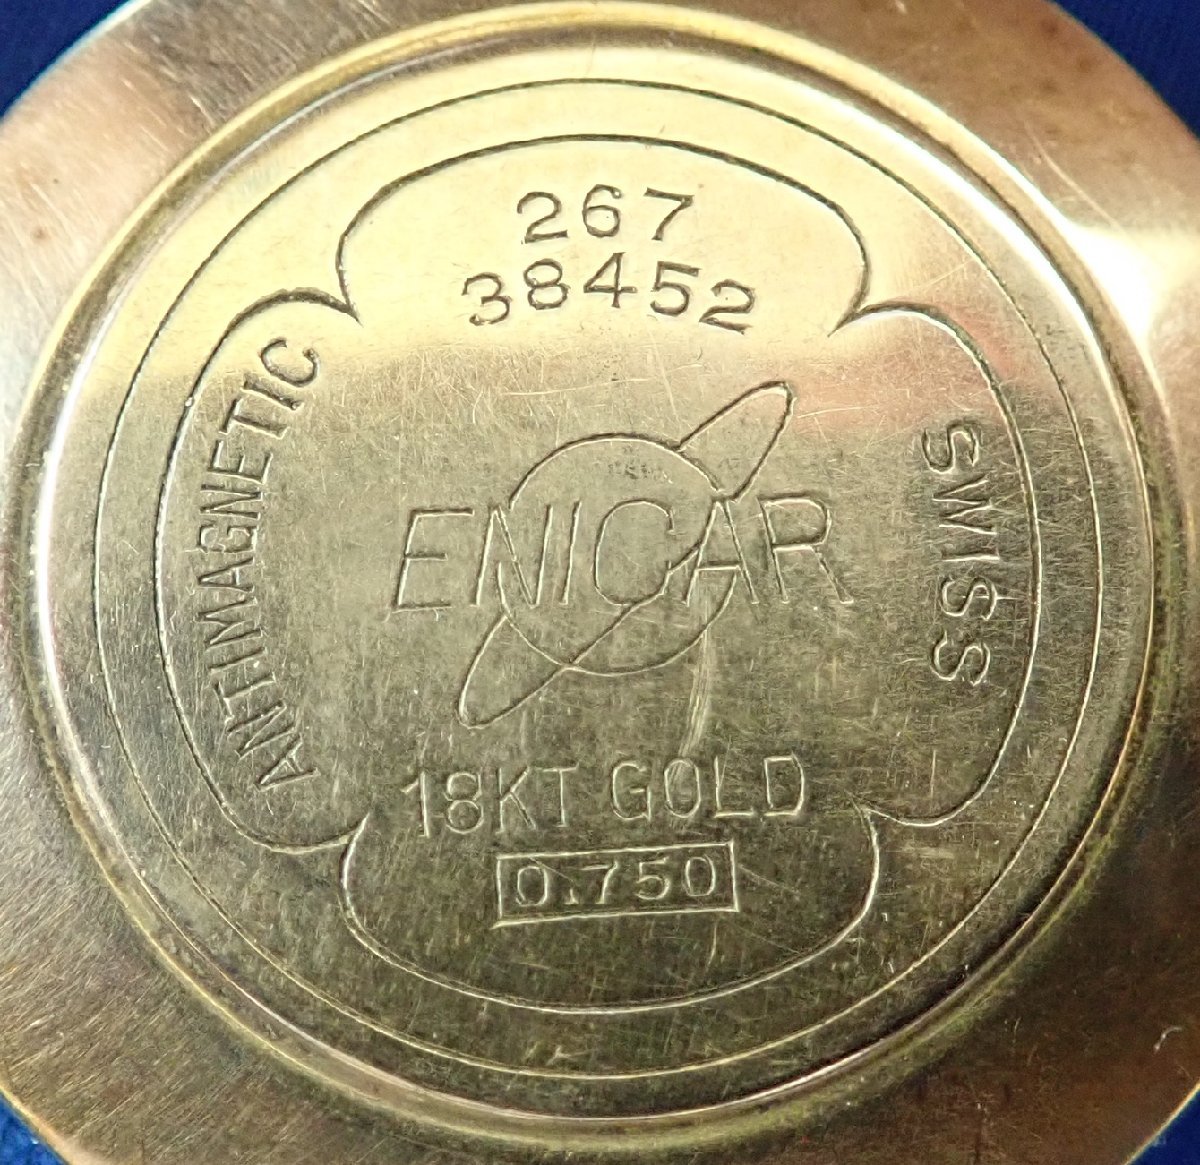 267
38452
ANTIMAGNETIC
ENICAR
SWISS
18KT GOLD
0.750